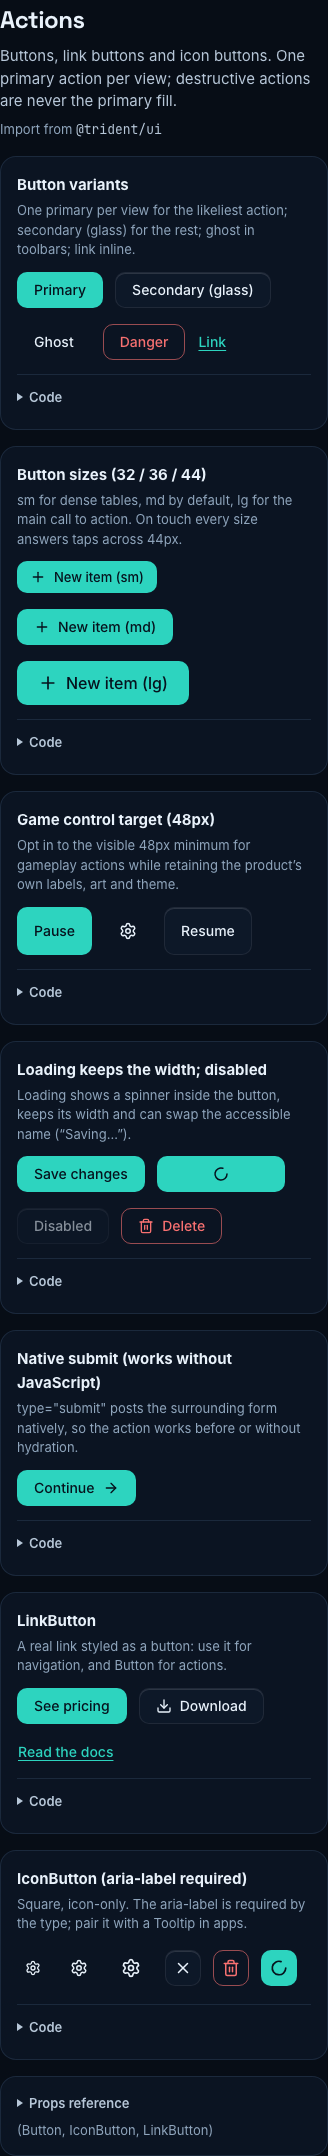 Actions
Buttons, link buttons and icon buttons. One
primary action per view; destructive actions
are never the primary fill.
Import from @trident/ui
Button variants
One primary per view for the likeliest action;
secondary (glass) for the rest; ghost in
toolbars; link inline.
Primary Secondary (glass)
Ghost Danger Link
Code
Button sizes (32 / 36 / 44)
sm for dense tables, md by default, lg for the
main call to action. On touch every size
answers taps across 44px.
New item (sm)
New item (md)
New item (lg)
Code
Game control target (48px)
Opt in to the visible 48px minimum for
gameplay actions while retaining the product’s
own labels, art and theme.
Pause Resume
Code
Loading keeps the width; disabled
Loading shows a spinner inside the button,
keeps its width and can swap the accessible
name (“Saving…”).
Save changes
Disabled Delete
Code
Native submit (works without
JavaScript)
type="submit" posts the surrounding form
natively, so the action works before or without
hydration.
Continue
Code
LinkButton
A real link styled as a button: use it for
navigation, and Button for actions.
See pricing Download
Read the docs
Code
IconButton (aria-label required)
Square, icon-only. The aria-label is required by
the type; pair it with a Tooltip in apps.
Code
Props reference
(Button, IconButton, LinkButton)